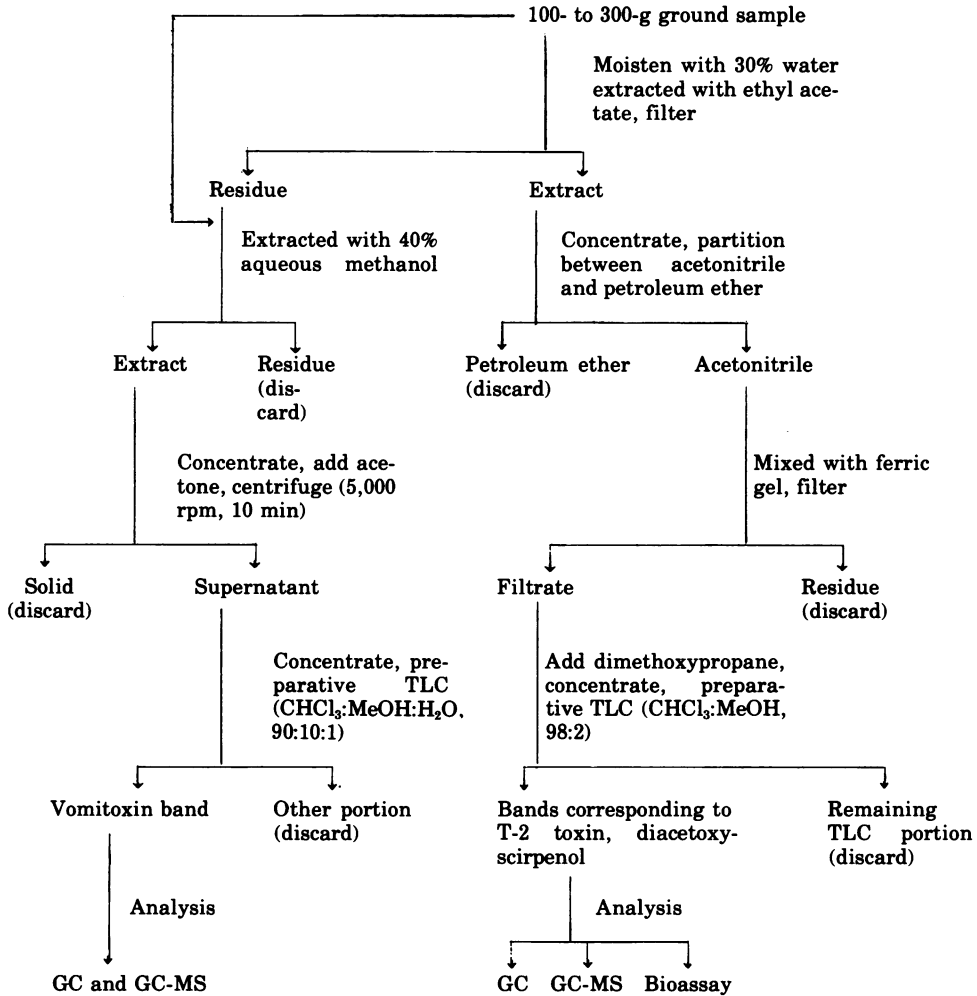 100- to 300-g ground sample
Moisten with 30% water
extracted with ethyl ace-
tate, filter
Residue
Extract
Extracted with 40%
aqueous methanol
Concentrate, partition
between acetonitrile
and petroleum ether
Extract
Residue
(dis-
card)
Petroleum ether
(discard)
Acetonitrile
Concentrate, add ace-
tone, centrifuge (5,000
rpm, 10 min)
Mixed with ferric
gel, filter
Solid
(discard)
Supernatant
Filtrate
Residue
(discard)
Concentrate, pre-
parative TLC
(CHCl₃:MeOH:H₂O,
90:10:1)
Add dimethoxypropane,
concentrate, prepara-
tive TLC (CHCl₃:MeOH,
98:2)
Vomitoxin band
Other portion
(discard)
Bands corresponding to
T-2 toxin, diacetoxy-
scirpenol
Remaining
TLC portion
(discard)
Analysis
Analysis
GC and GC-MS
GC
GC-MS
Bioassay